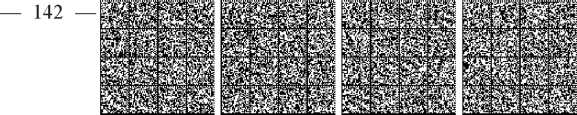 — 142 —